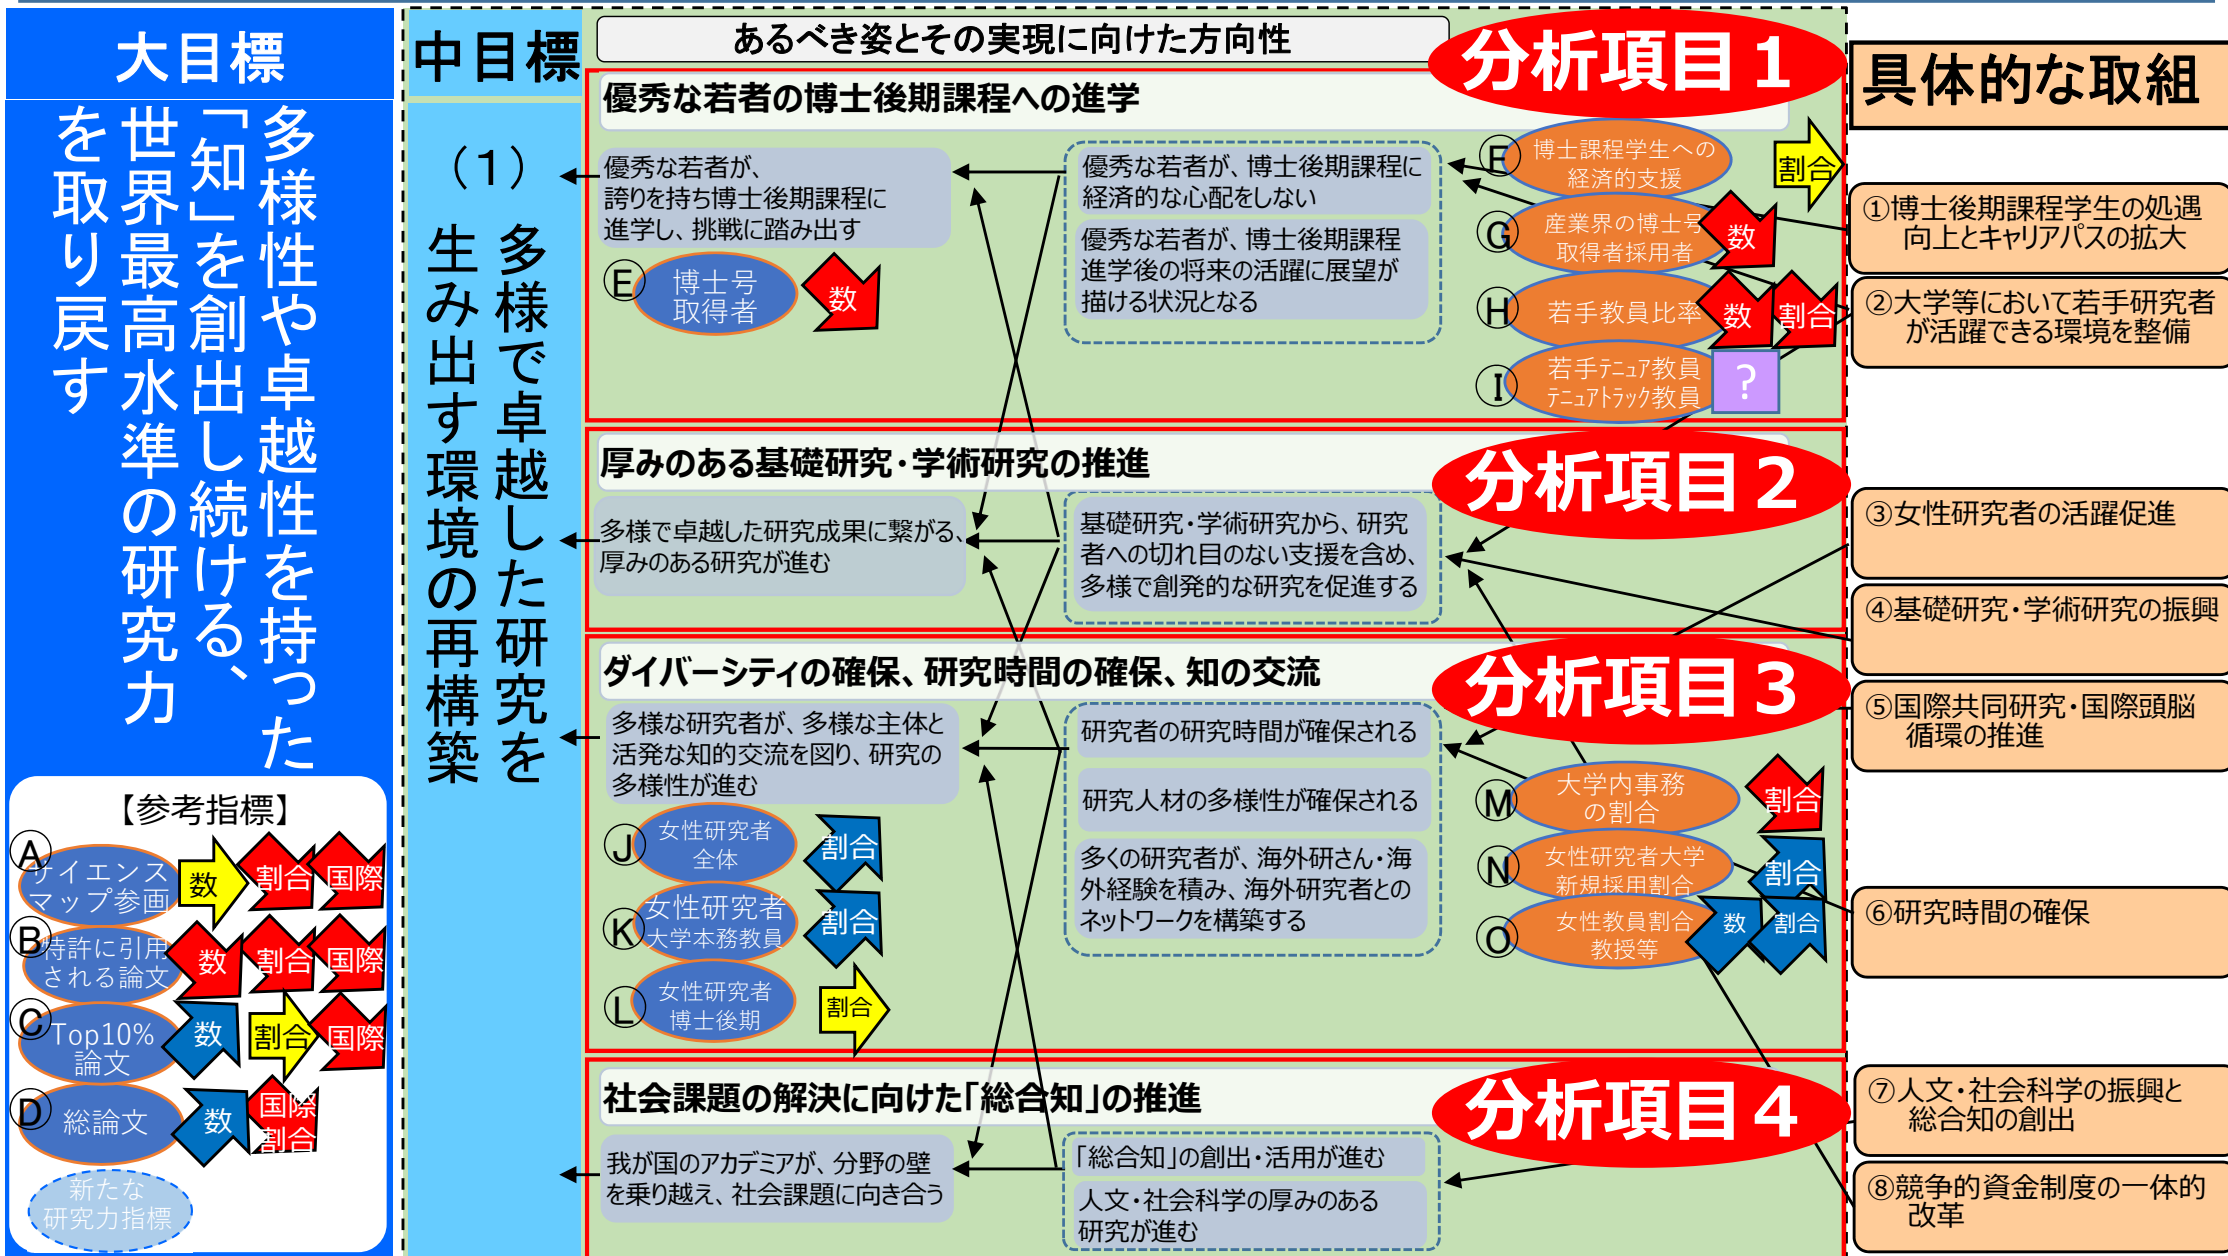 大目標
多様性や卓越性を持った
「知」を創出し続ける、
世界最高水準の研究力
を取り戻す
【参考指標】
A
サイエンス
マップ参画
数
割合
国際
B
特許に引用
される論文
数
割合
国際
C
Top10%
論文
数
割合
国際
D
総論文
数
国際
割合
新たな
研究力指標
中目標
（1）
多様で卓越した研究を
生み出す環境の再構築
あるべき姿とその実現に向けた方向性
分析項目1
優秀な若者の博士後期課程への進学
優秀な若者が、
誇りを持ち博士後期課程に
進学し、挑戦に踏み出す
E
博士号
取得者
数
優秀な若者が、博士後期課程に
経済的な心配をしない
優秀な若者が、博士後期課程
進学後の将来の活躍に展望が
描ける状況となる
F
博士課程学生への
経済的支援
割合
G
産業界の博士号
取得者採用者
数
H
若手教員比率
数
割合
I
若手テニュア教員
テニュアトラック教員
?
分析項目2
厚みのある基礎研究・学術研究の推進
多様で卓越した研究成果に繋がる、
厚みのある研究が進む
基礎研究・学術研究から、研究
者への切れ目のない支援を含め、
多様で創発的な研究を促進する
分析項目3
ダイバーシティの確保、研究時間の確保、知の交流
多様な研究者が、多様な主体と
活発な知的交流を図り、研究の
多様性が進む
J
女性研究者
全体
割合
K
女性研究者
大学本務教員
割合
L
女性研究者
博士後期
割合
研究者の研究時間が確保される
研究人材の多様性が確保される
多くの研究者が、海外研さん・海
外経験を積み、海外研究者との
ネットワークを構築する
M
大学内事務
の割合
割合
N
女性研究者大学
新規採用割合
割合
O
女性教員割合
教授等
数
割合
分析項目4
社会課題の解決に向けた「総合知」の推進
我が国のアカデミアが、分野の壁
を乗り越え、社会課題に向き合う
「総合知」の創出・活用が進む
人文・社会科学の厚みのある
研究が進む
具体的な取組
①博士後期課程学生の処遇
向上とキャリアパスの拡大
②大学等において若手研究者
が活躍できる環境を整備
③女性研究者の活躍促進
④基礎研究・学術研究の振興
⑤国際共同研究・国際頭脳
循環の推進
⑥研究時間の確保
⑦人文・社会科学の振興と
総合知の創出
⑧競争的資金制度の一体的
改革